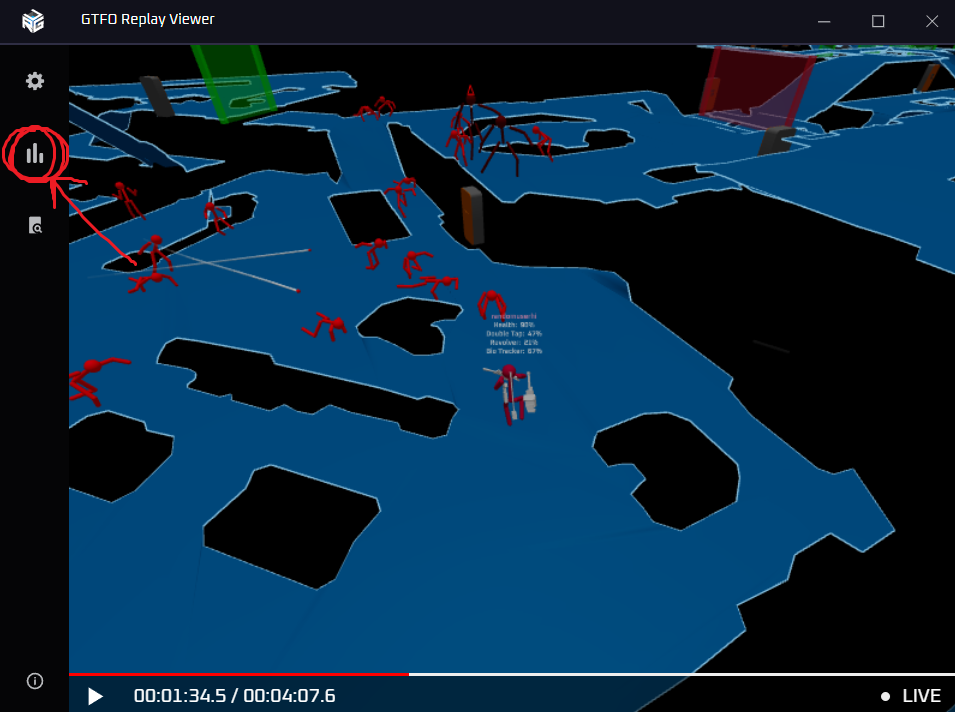 GTFO Replay Viewer
Health: 90%
Double Tap: 47%
Revolver: 21%
Bio Tracker: 67%
00:01:34.5 / 00:04:07.6
LIVE